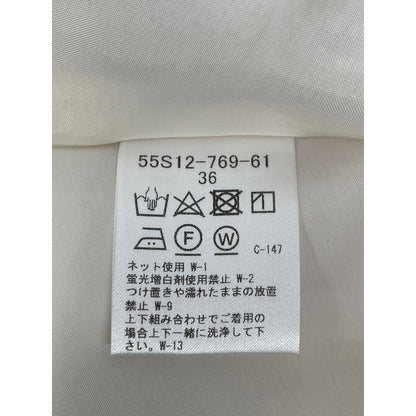 55S12-769-61
36
F W C-147
ネット使用 W-1
蛍光増白剤使用禁止 W-2
つけ置きや濡れたままの放置
禁止 W-9
上下組み合わせでご着用の
場合上下一緒に洗浄して下
さい。W-13